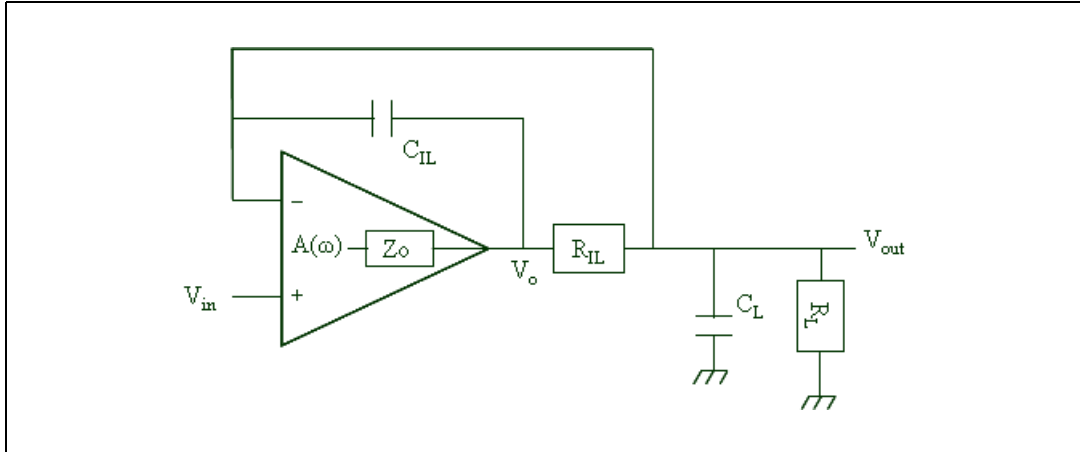 C_IL
−
A(ω) Zo
V_o
R_IL
V_out
V_in
+
C_L
R_L